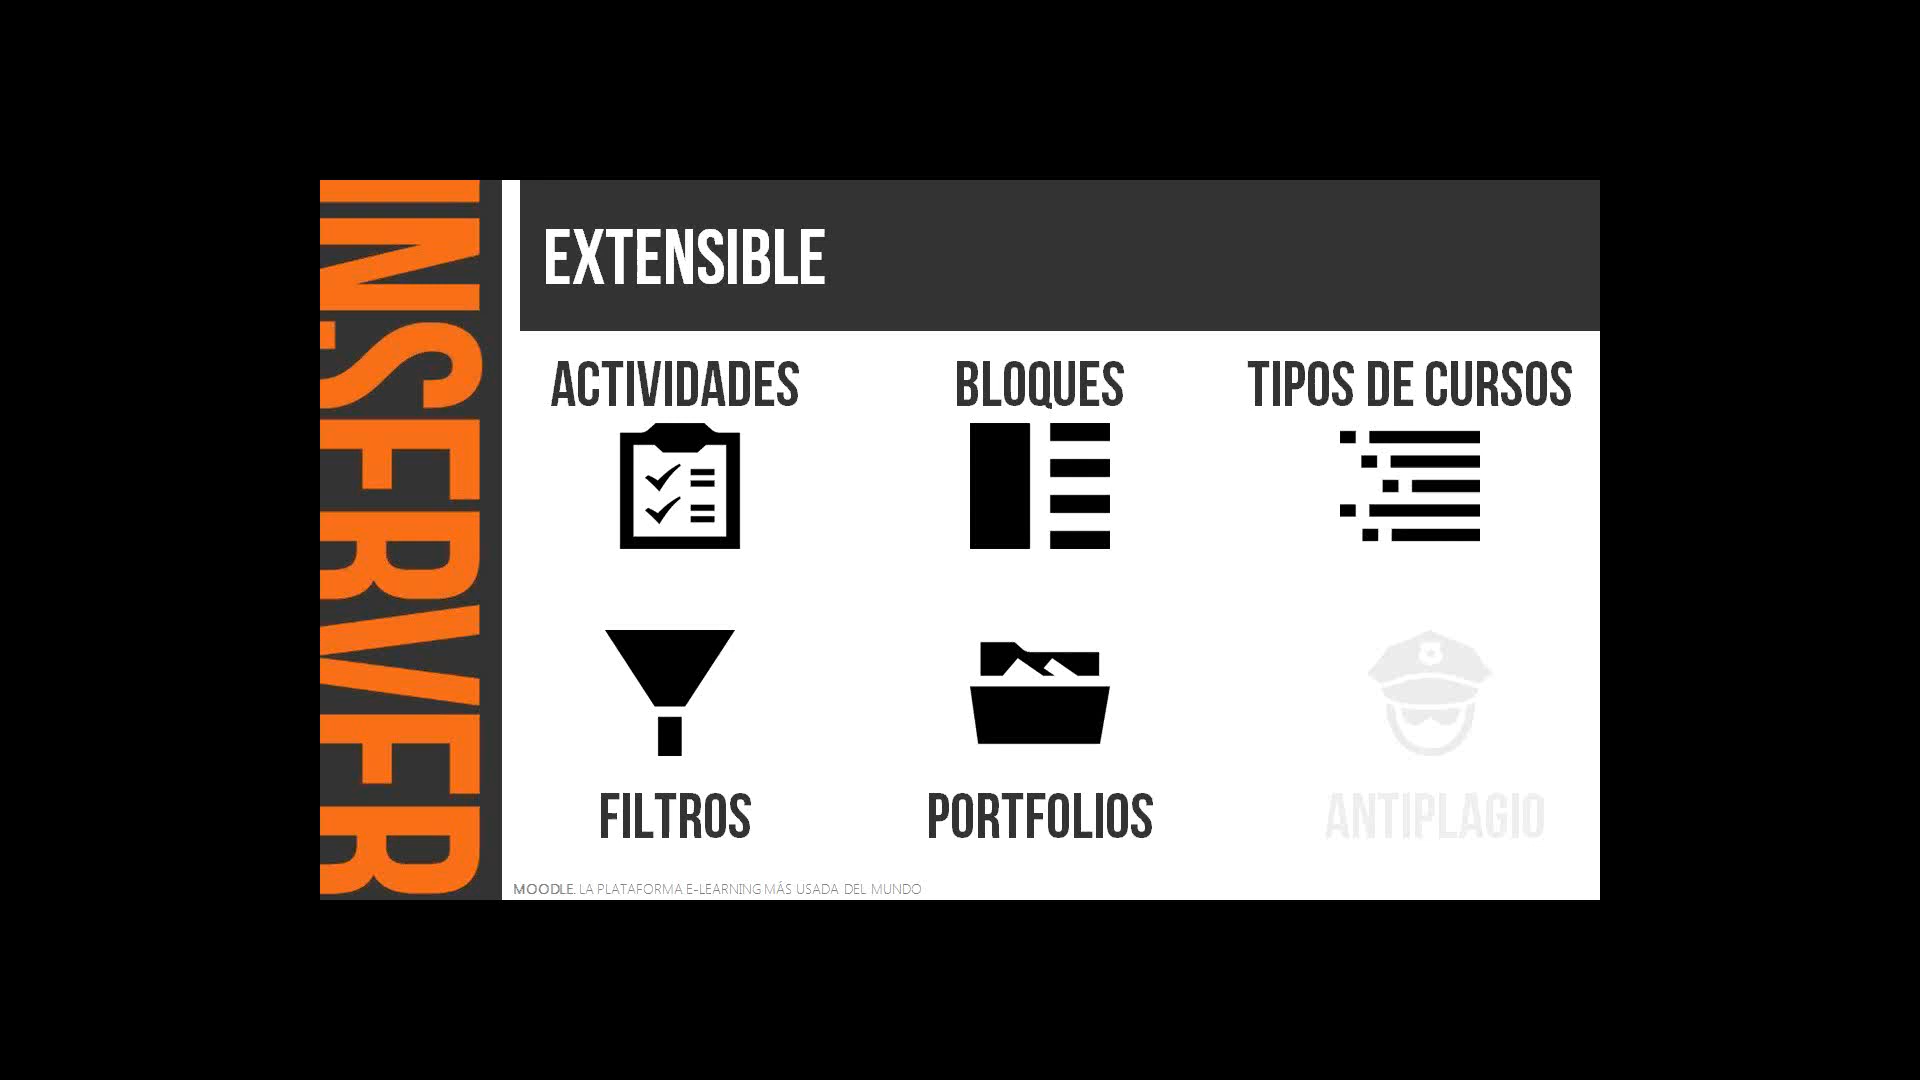 INSERVER
EXTENSIBLE
ACTIVIDADES
BLOQUES
TIPOS DE CURSOS
FILTROS
PORTFOLIOS
ANTIPLAGIO
MOODLE. LA PLATAFORMA E-LEARNING MÁS USADA DEL MUNDO